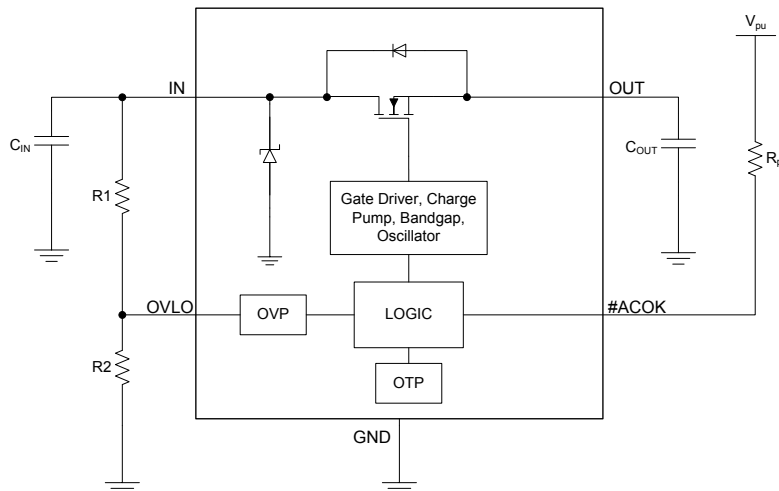 V_pu
IN
OUT
C_IN
C_OUT
R1
Gate Driver, Charge
Pump, Bandgap,
Oscillator
OVLO
OVP
LOGIC
#ACOK
R2
OTP
GND